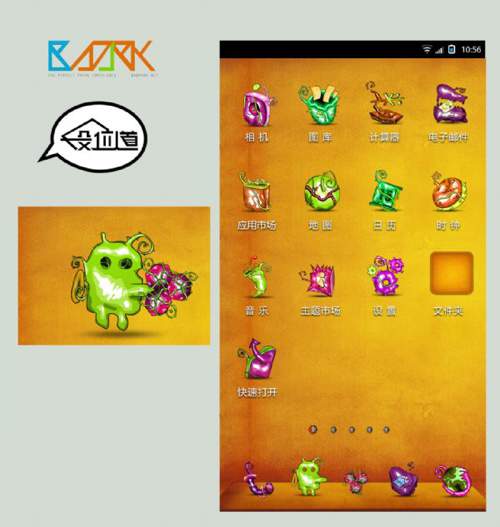 10:56
相机 图库 计算器 电子邮件
应用市场 地图 日历 时钟
音乐 主题市场 设置 文件夹
快速打开